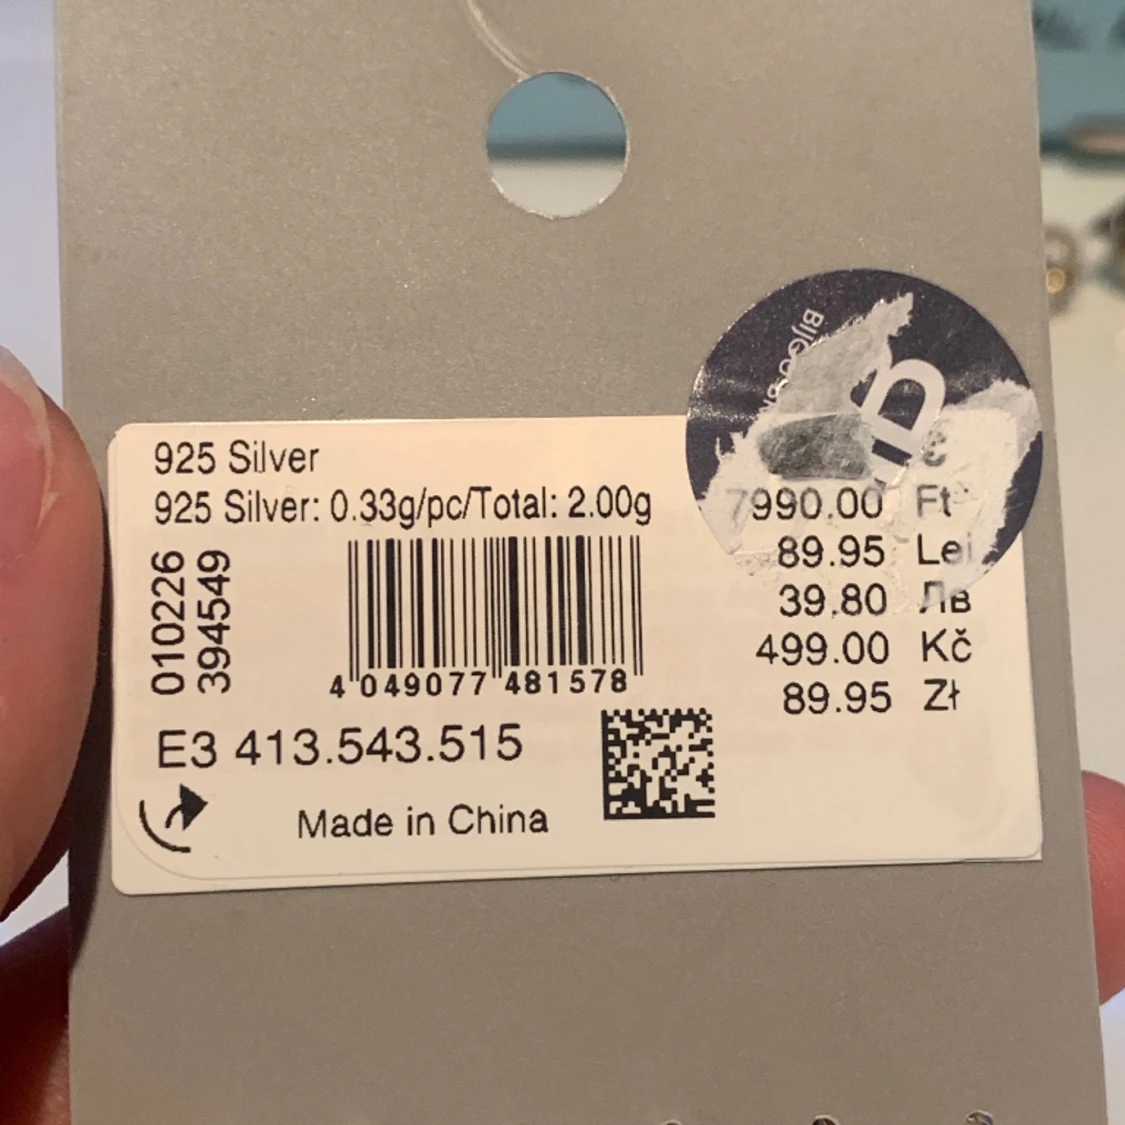 925 Silver
925 Silver: 0.33g/pc/Total: 2.00g
€
7990.00 Ft
89.95 Lei
39.80 Лв
499.00 Kč
89.95 Zł
010226
394549
4 049077 481578
E3 413.543.515
Made in China